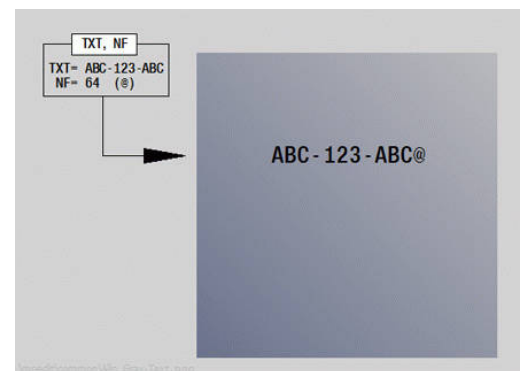 TXT, NF
TXT= ABC-123-ABC
NF= 64 (@)
ABC-123-ABC@